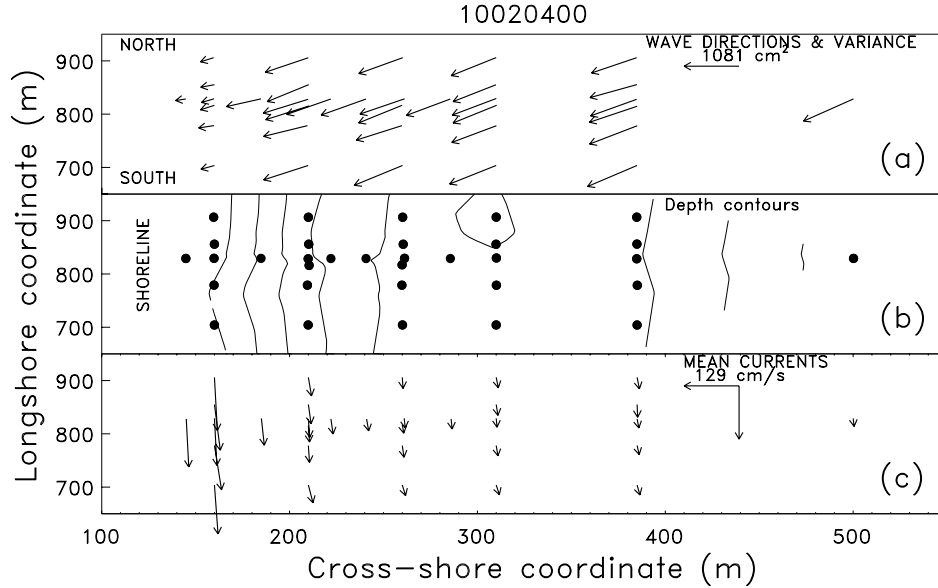 10020400
NORTH
WAVE DIRECTIONS & VARIANCE
1081 cm²
900
800
700
SOUTH
(a)
Depth contours
900
800
700
SHORELINE
(b)
MEAN CURRENTS
129 cm/s
900
800
700
(c)
Longshore coordinate (m)
100 200 300 400 500
Cross-shore coordinate (m)